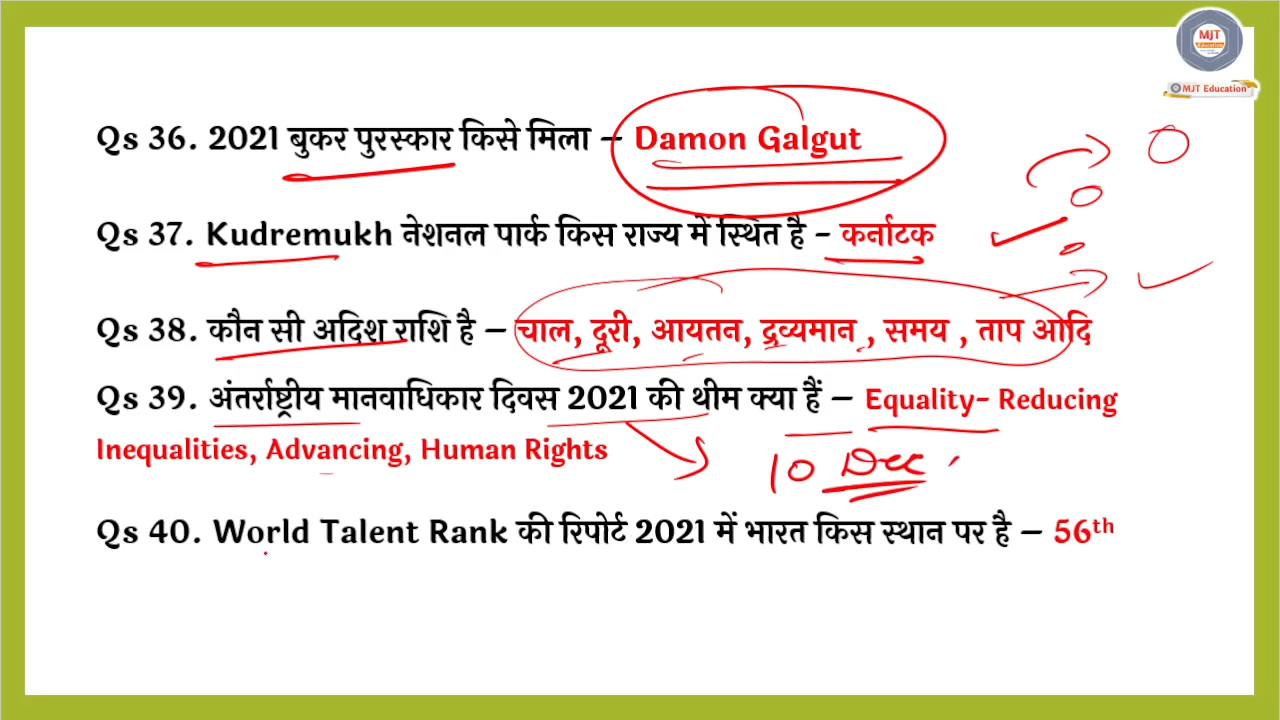 MJT
Education
MJT Education
Qs 36. 2021 बुकर पुरस्कार किसे मिला – Damon Galgut
Qs 37. Kudremukh नेशनल पार्क किस राज्य में स्थित है - कर्नाटक
Qs 38. कौन सी अदिश राशि है – चाल, दूरी, आयतन, द्रव्यमान , समय , ताप आदि
Qs 39. अंतर्राष्ट्रीय मानवाधिकार दिवस 2021 की थीम क्या हैं – Equality- Reducing
Inequalities, Advancing, Human Rights
10 Dec
Qs 40. World Talent Rank की रिपोर्ट 2021 में भारत किस स्थान पर है – 56th